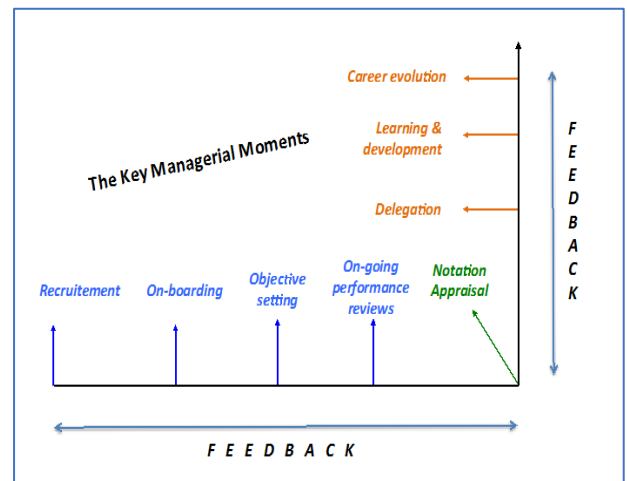 The Key Managerial Moments
Career evolution
Learning &
development
Delegation
Recruitement
On-boarding
Objective
setting
On-going
performance
reviews
Notation
Appraisal
F E E D B A C K
F
E
E
D
B
A
C
K